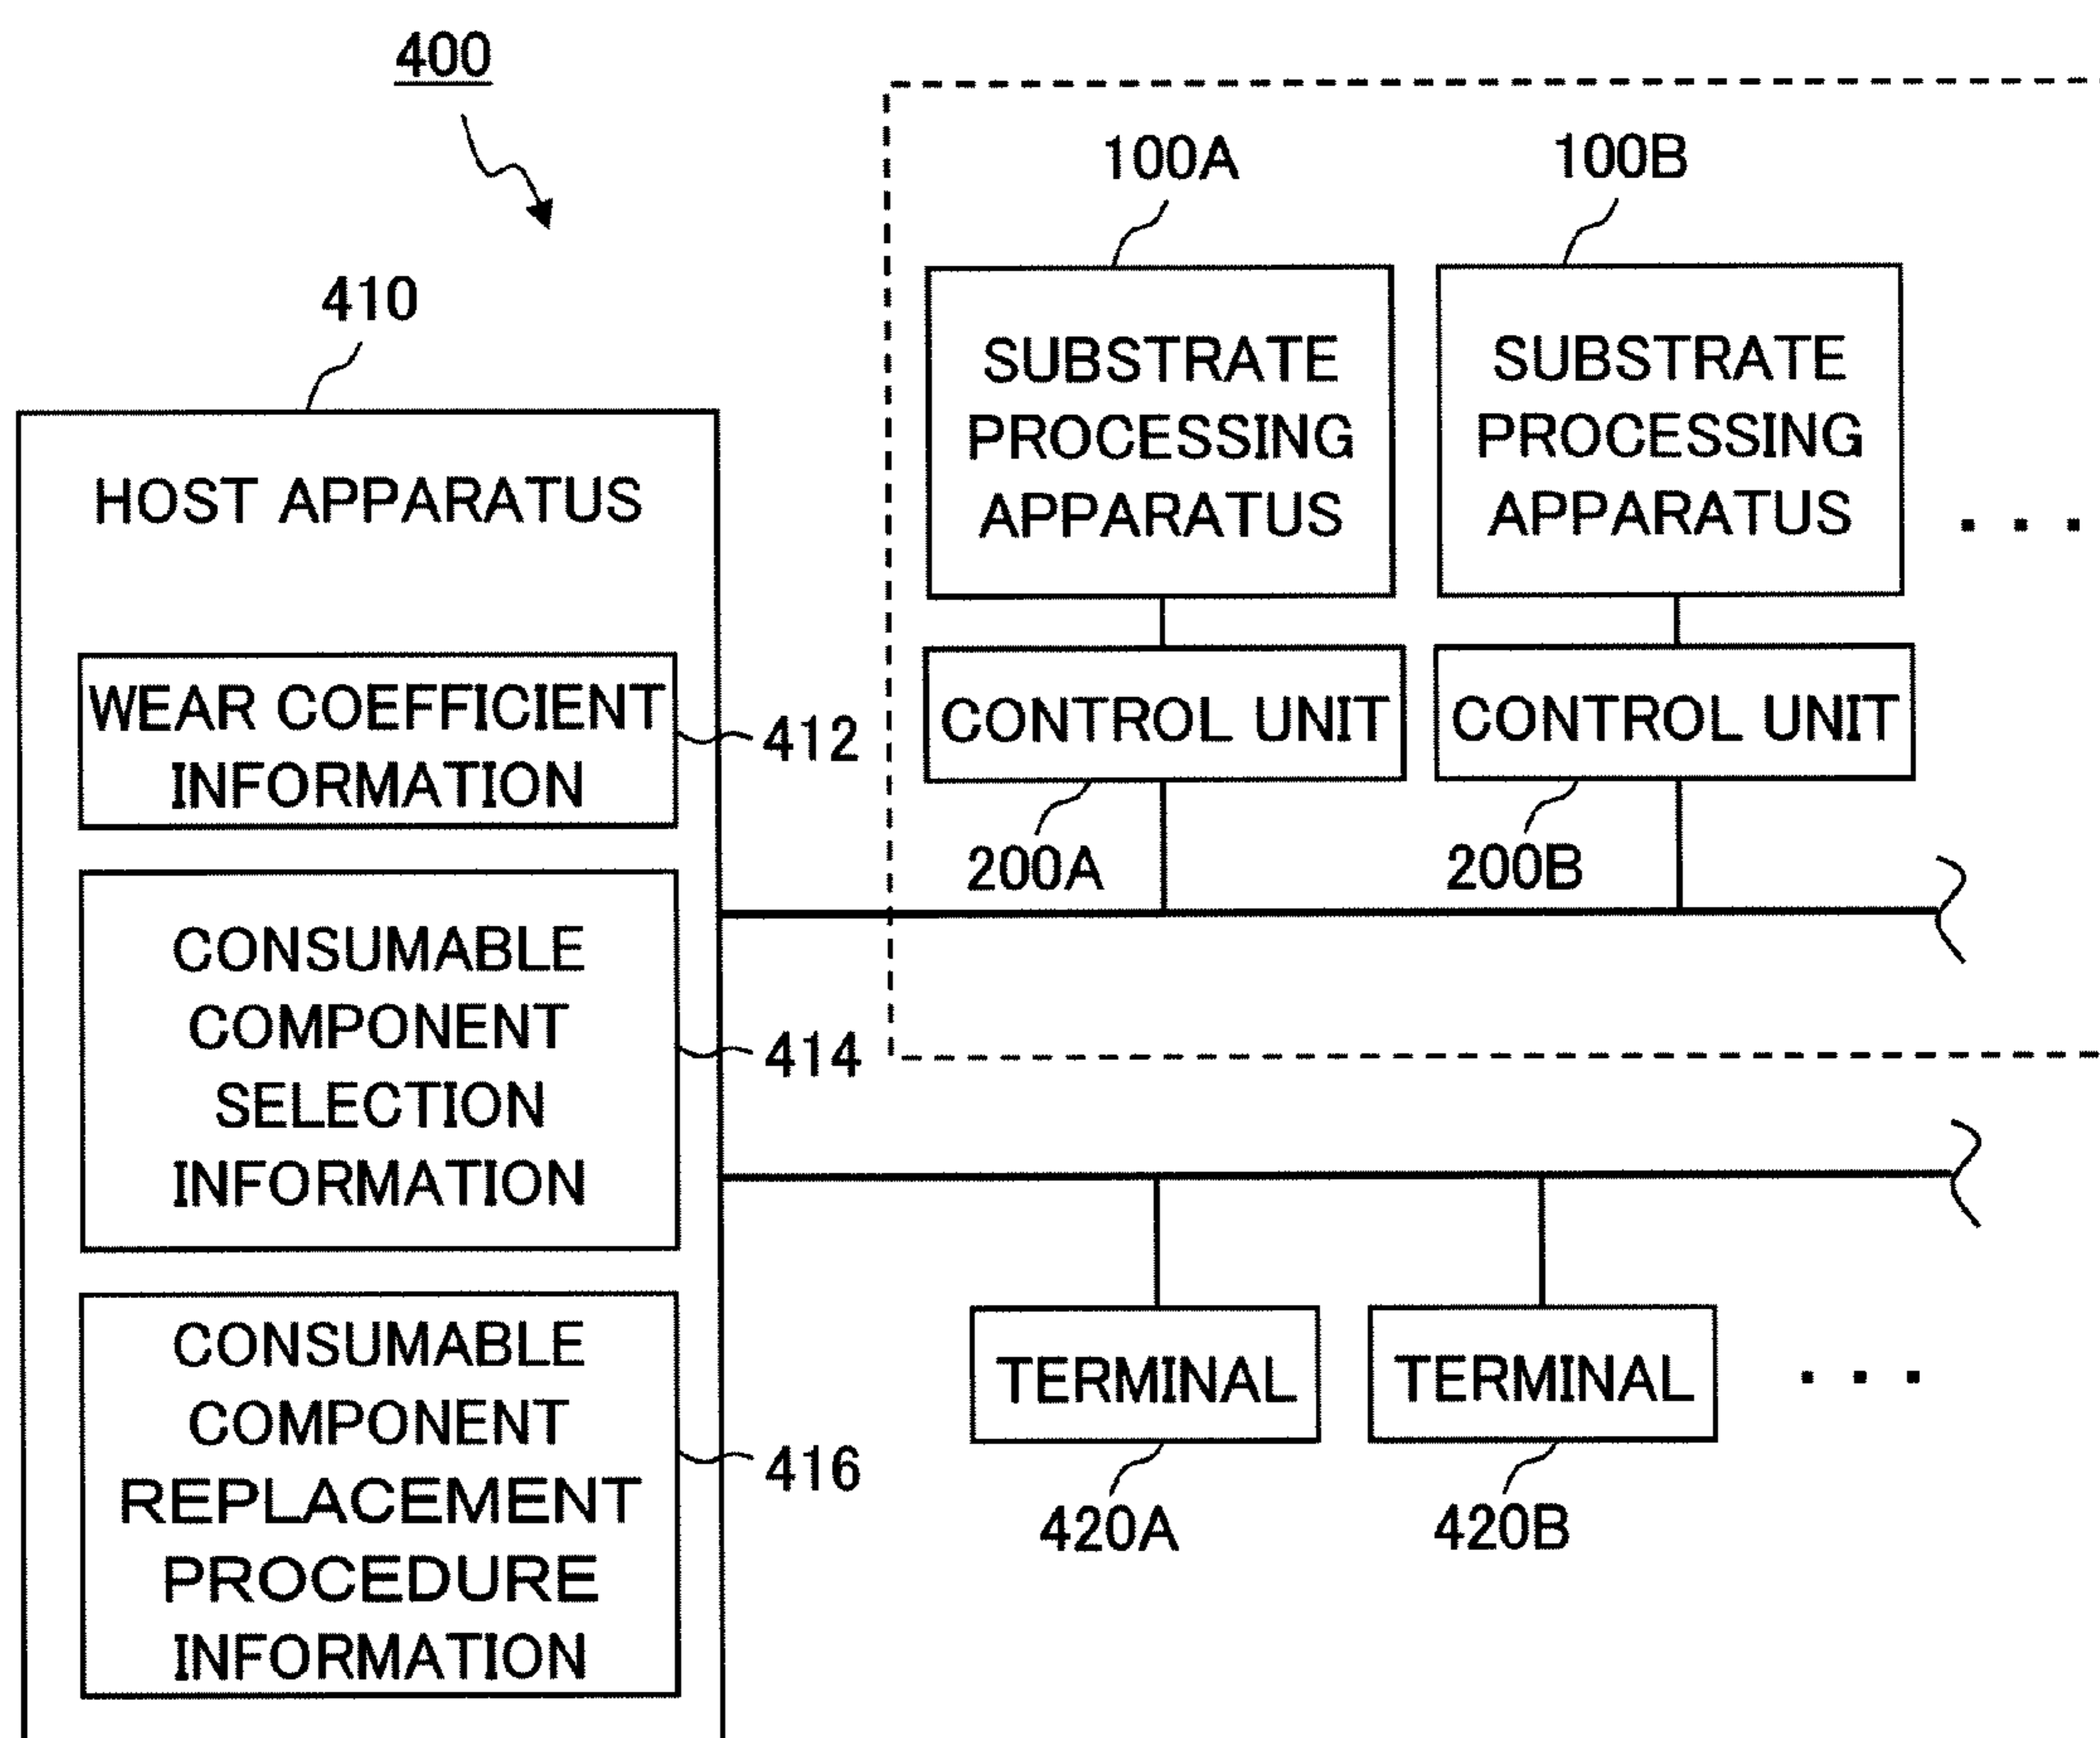 400
410
HOST APPARATUS
WEAR COEFFICIENT
INFORMATION
412
CONSUMABLE
COMPONENT
SELECTION
INFORMATION
414
CONSUMABLE
COMPONENT
REPLACEMENT
PROCEDURE
INFORMATION
416
100A
SUBSTRATE
PROCESSING
APPARATUS
CONTROL UNIT
200A
100B
SUBSTRATE
PROCESSING
APPARATUS
CONTROL UNIT
200B
. . .
TERMINAL
420A
TERMINAL
420B
. . .